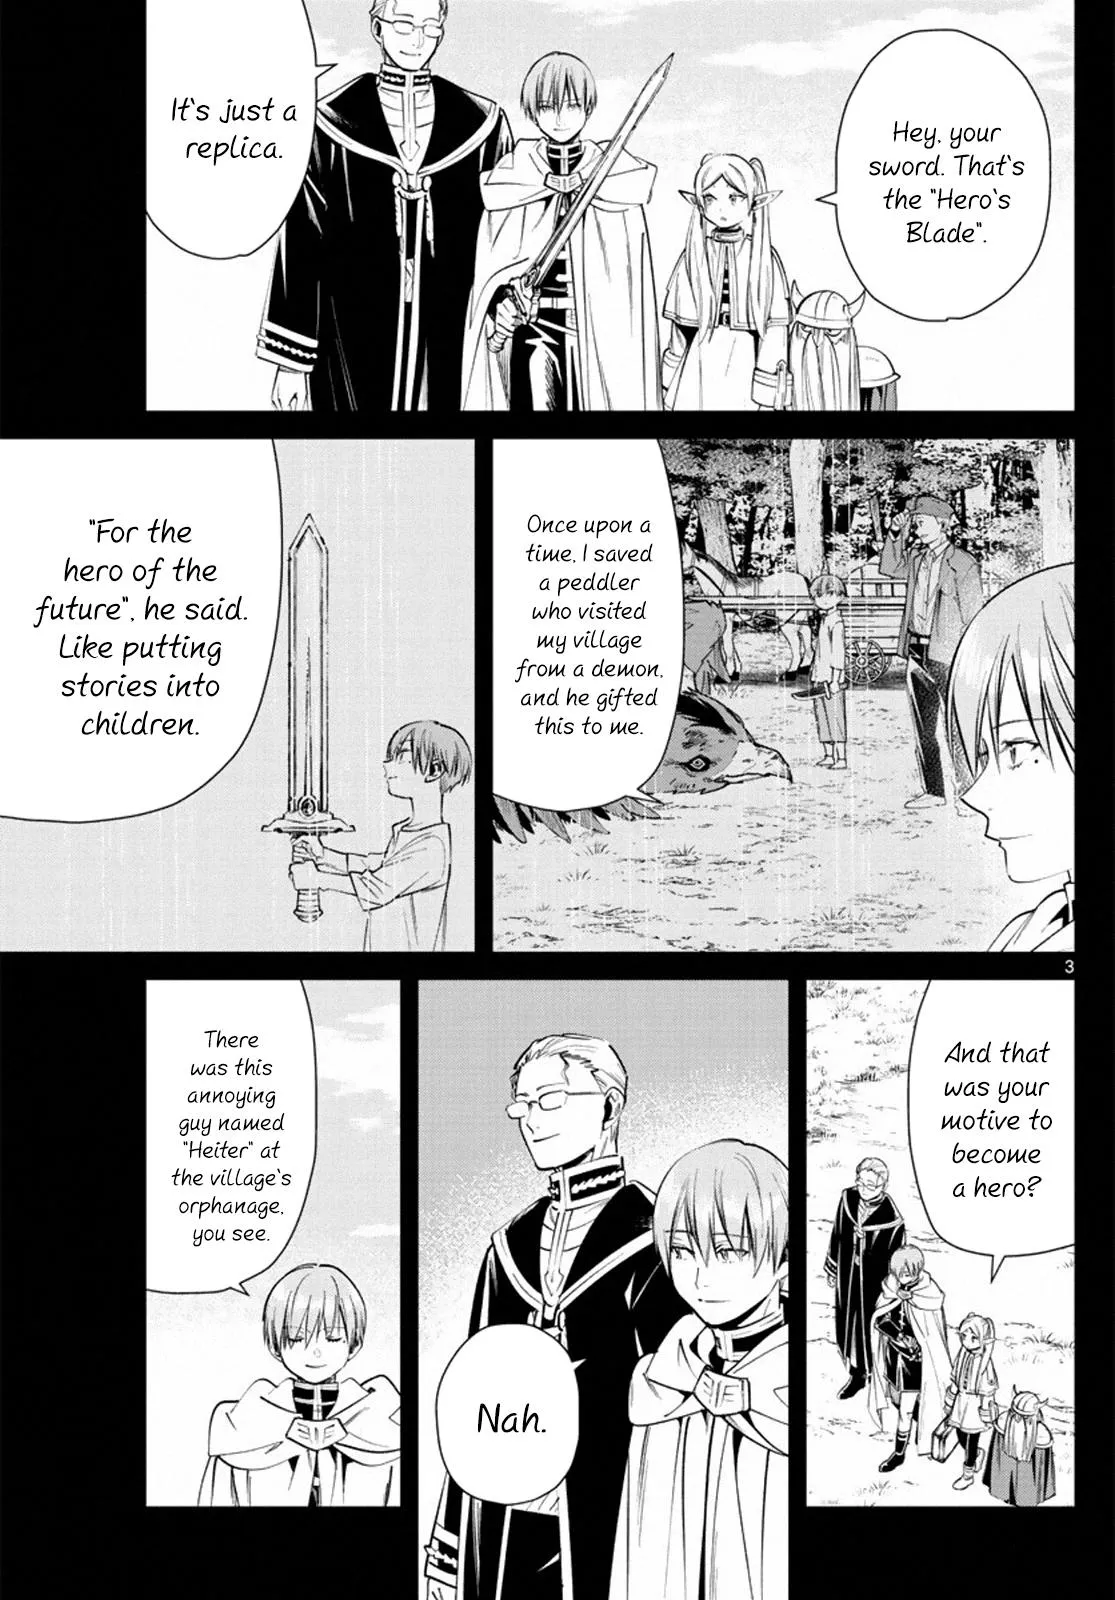 Hey, your
sword. That`s
the "Hero`s
Blade".
It`s just a
replica.
Once upon a
time, I saved
a peddler
who visited
my village
from a demon,
and he gifted
this to me.
"For the
hero of the
future", he said.
Like putting
stories into
children.
3
And that
was your
motive to
become
a hero?
Nah.
There
was this
annoying
guy named
"Heiter" at
the village`s
orphanage,
you see.